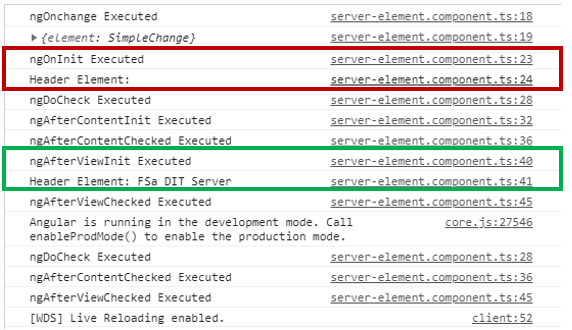 ngOnchange Executed server-element.component.ts:18
▶ {element: SimpleChange} server-element.component.ts:19
ngOnInit Executed server-element.component.ts:23
Header Element: server-element.component.ts:24
ngDoCheck Executed server-element.component.ts:28
ngAfterContentInit Executed server-element.component.ts:32
ngAfterContentChecked Executed server-element.component.ts:36
ngAfterViewInit Executed server-element.component.ts:40
Header Element: FSa DIT Server server-element.component.ts:41
ngAfterViewChecked Executed server-element.component.ts:45
Angular is running in the development mode. Call core.js:27546
enableProdMode() to enable the production mode.
ngDoCheck Executed server-element.component.ts:28
ngAfterContentChecked Executed server-element.component.ts:36
ngAfterViewChecked Executed server-element.component.ts:45
[WDS] Live Reloading enabled. client:52